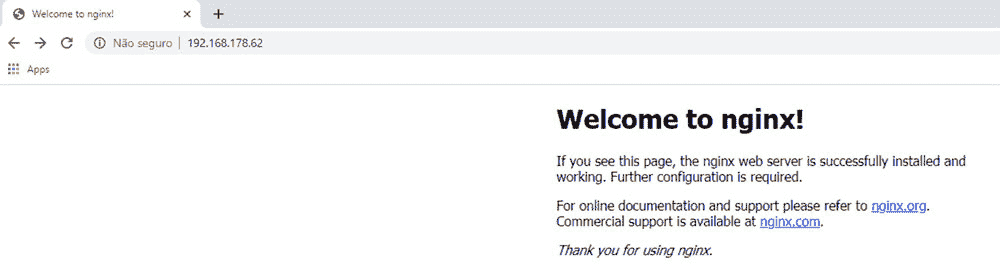 Welcome to nginx!
Não seguro | 192.168.178.62
Apps
Welcome to nginx!
If you see this page, the nginx web server is successfully installed and
working. Further configuration is required.
For online documentation and support please refer to nginx.org.
Commercial support is available at nginx.com.
Thank you for using nginx.